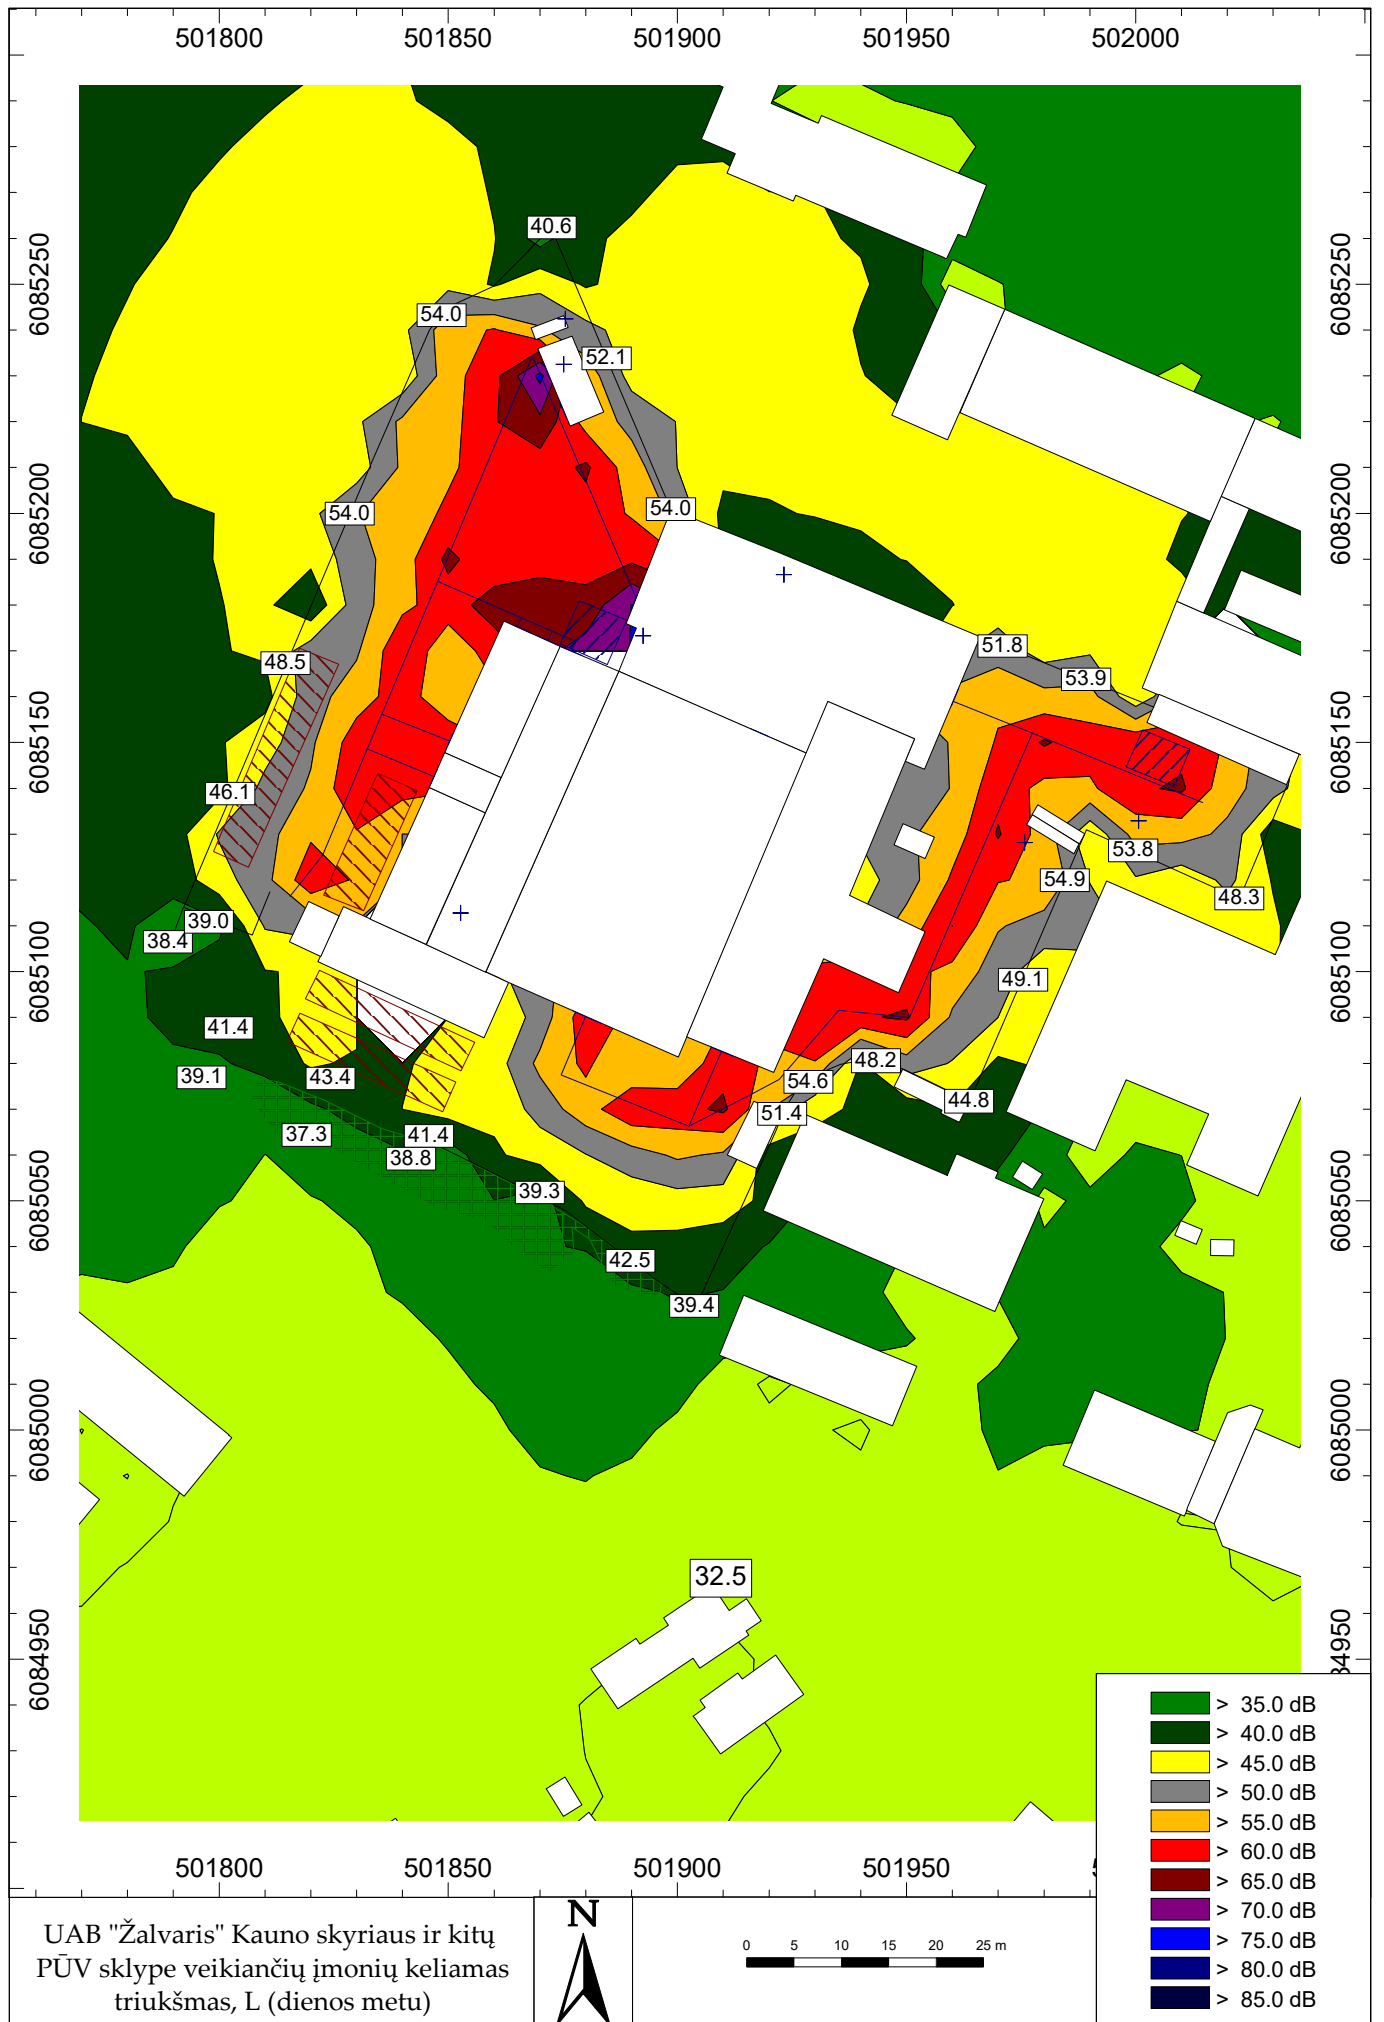 501800 501850 501900 501950 502000
6085250 6085250
6085200 6085200
6085150 6085150
6085100 6085100
6085050 6085050
6085000 6085000
6084950
40.6
54.0
52.1
54.0
54.0
51.8
48.5
53.9
46.1
53.8
54.9
48.3
39.0
38.4
49.1
41.4
48.2
39.1
43.4
54.6
44.8
51.4
37.3
41.4
38.8
39.3
42.5
39.4
32.5
> 35.0 dB
> 40.0 dB
> 45.0 dB
> 50.0 dB
> 55.0 dB
> 60.0 dB
> 65.0 dB
> 70.0 dB
> 75.0 dB
> 80.0 dB
> 85.0 dB
501800 501850 501900 501950
UAB "Žalvaris" Kauno skyriaus ir kitų
PŪV sklype veikiančių įmonių keliamas
triukšmas, L (dienos metu)
N
0 5 10 15 20 25 m